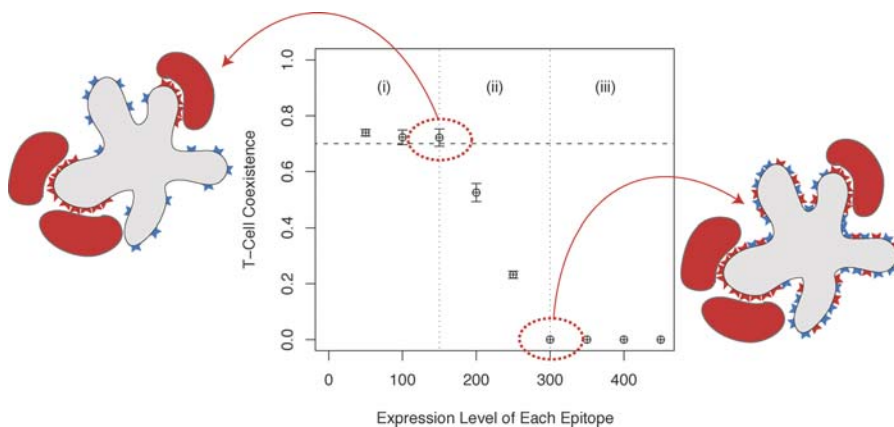 1.0
0.8
0.6
0.4
0.2
0.0
T-Cell Coexistence
(i) (ii) (iii)
0 100 200 300 400
Expression Level of Each Epitope